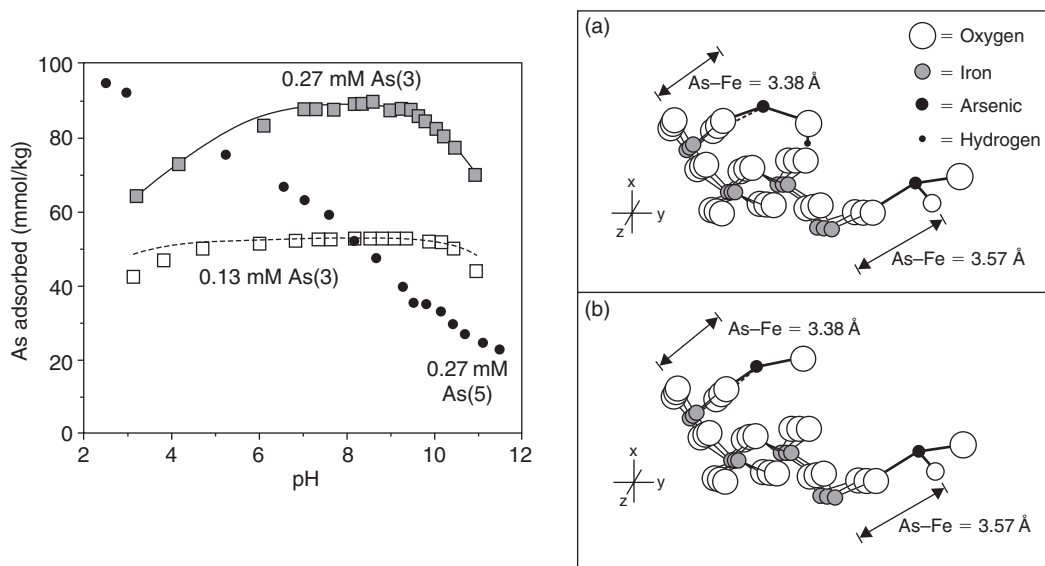 100
80
60
40
20
0
As adsorbed (mmol/kg)
0.27 mM As(3)
0.13 mM As(3)
0.27 mM
As(5)
2
4
6
8
10
12
pH
(a)
= Oxygen
= Iron
= Arsenic
= Hydrogen
As–Fe = 3.38 Å
x
y
z
As–Fe = 3.57 Å
(b)
As–Fe = 3.38 Å
x
y
z
As–Fe = 3.57 Å